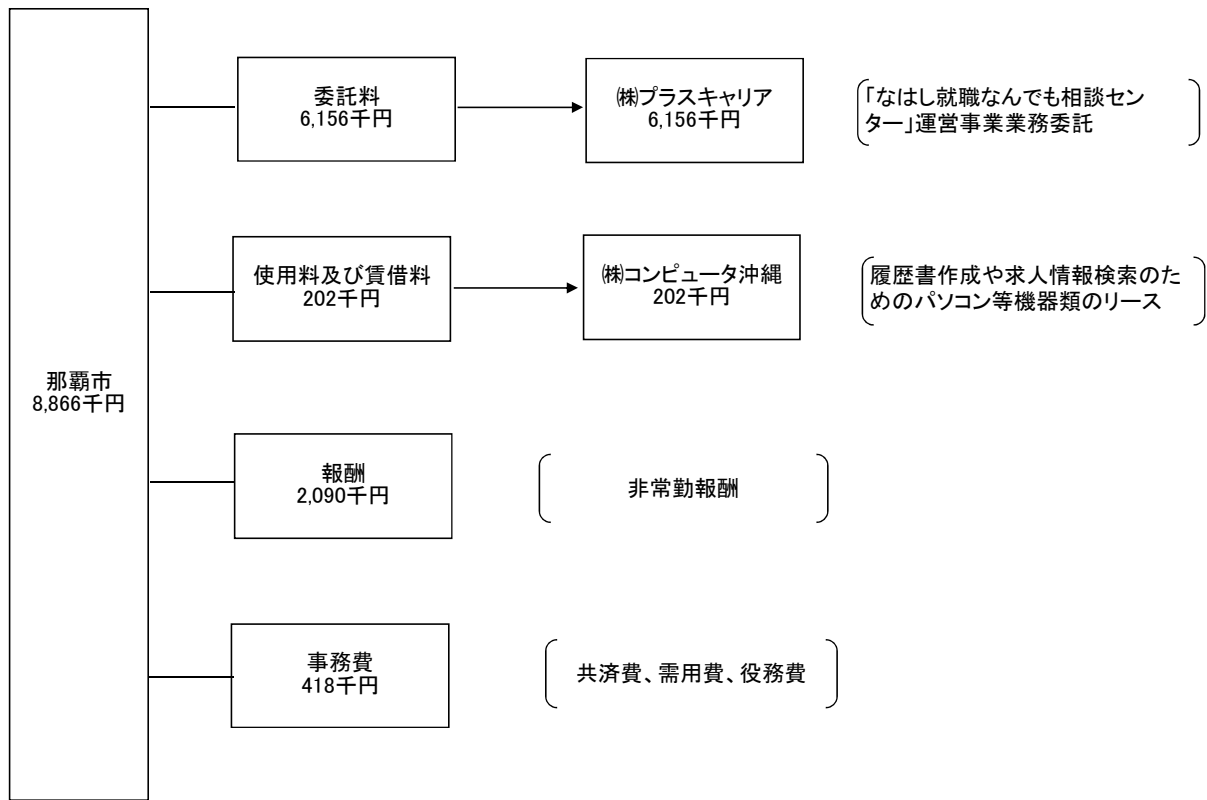 委託料
6,156千円
㈱プラスキャリア
6,156千円
「なはし就職なんでも相談セン
ター」運営事業業務委託
使用料及び賃借料
202千円
㈱コンピュータ沖縄
202千円
履歴書作成や求人情報検索のた
めのパソコン等機器類のリース
那覇市
8,866千円
報酬
2,090千円
非常勤報酬
事務費
418千円
共済費、需用費、役務費